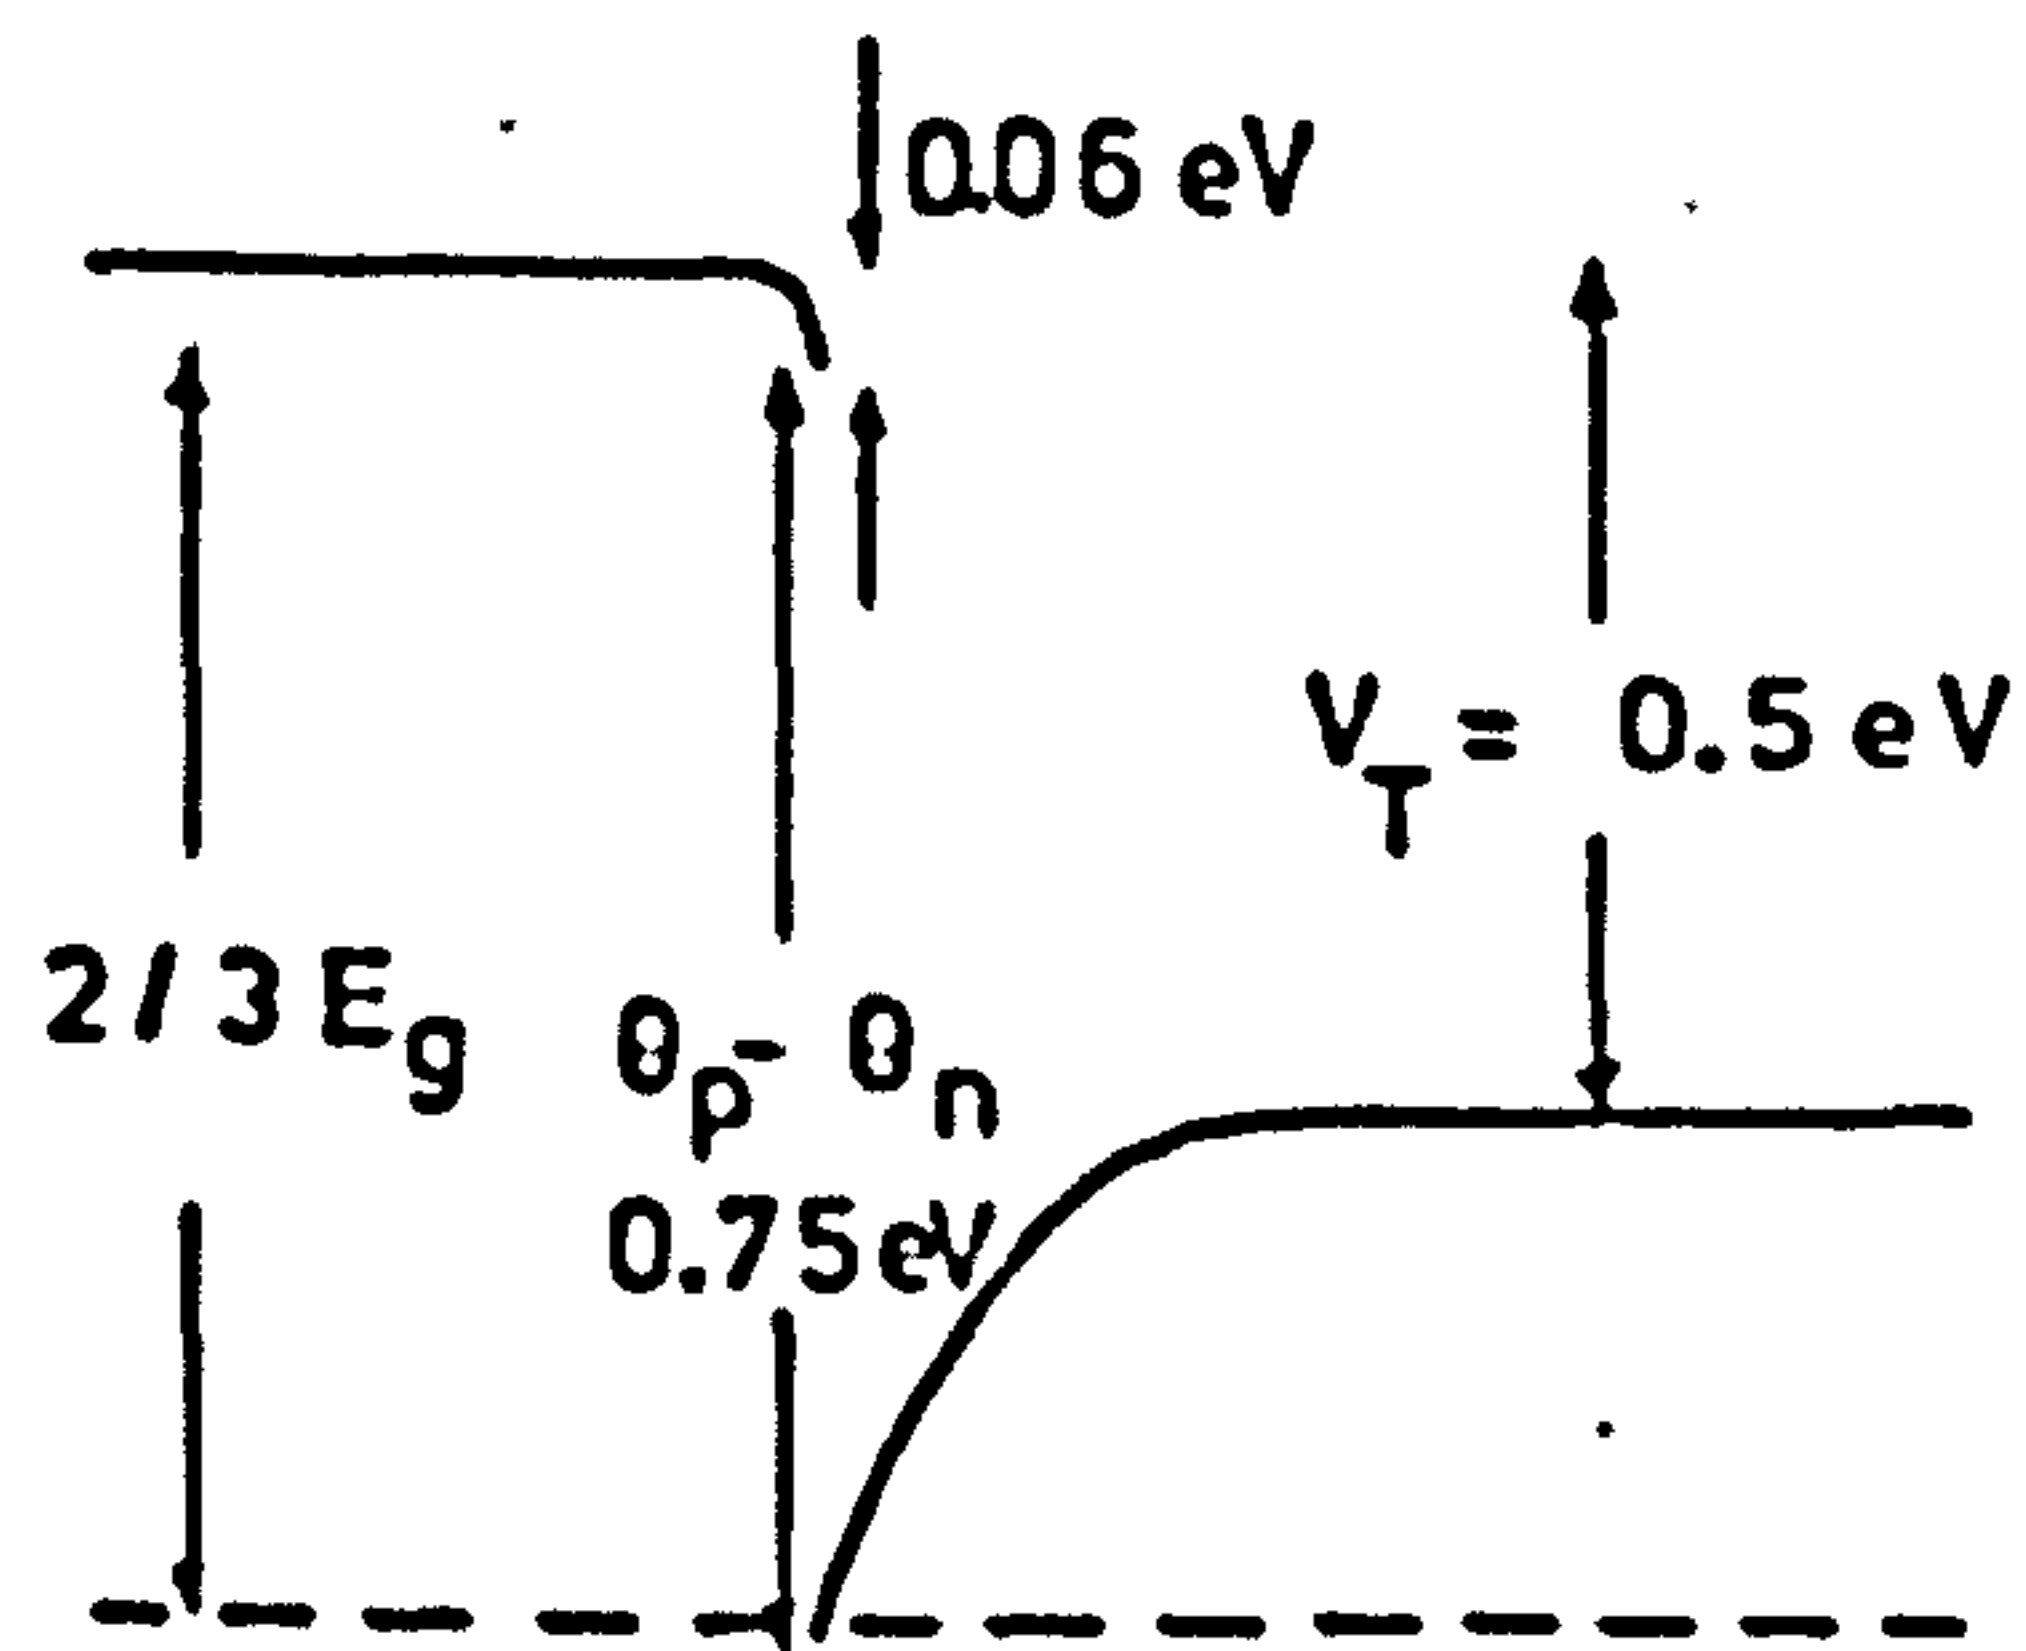 0.06 eV
V_T = 0.5 eV
2/3 E_g
θ_p - θ_n
0.75 eV